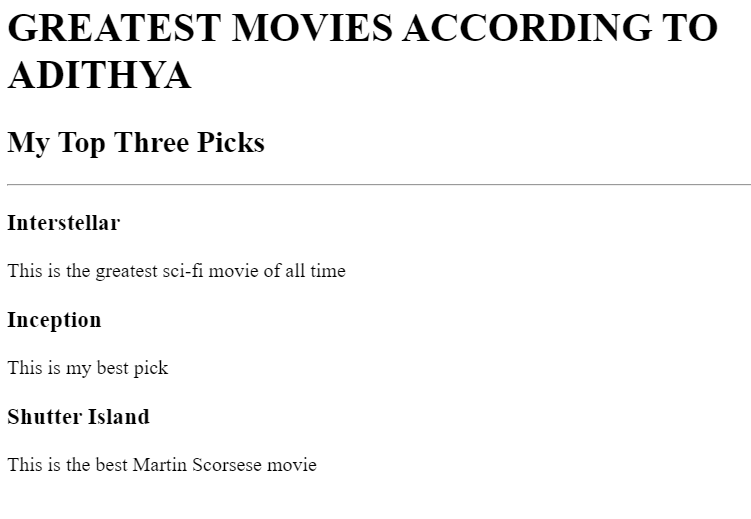 GREATEST MOVIES ACCORDING TO
ADITHYA
My Top Three Picks
Interstellar
This is the greatest sci-fi movie of all time
Inception
This is my best pick
Shutter Island
This is the best Martin Scorsese movie